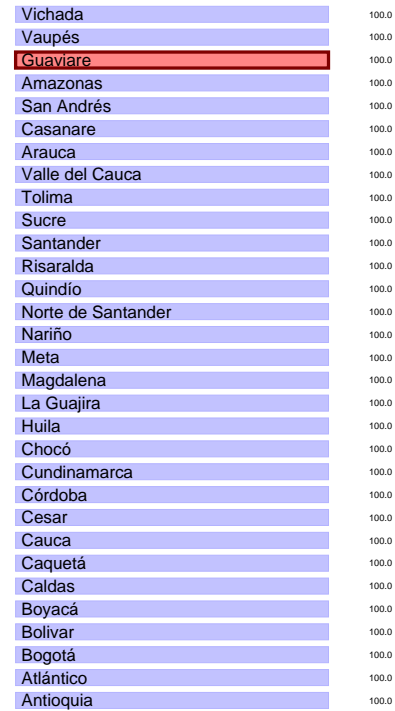 Vichada 100.0
Vaupés 100.0
Guaviare 100.0
Amazonas 100.0
San Andrés 100.0
Casanare 100.0
Arauca 100.0
Valle del Cauca 100.0
Tolima 100.0
Sucre 100.0
Santander 100.0
Risaralda 100.0
Quindío 100.0
Norte de Santander 100.0
Nariño 100.0
Meta 100.0
Magdalena 100.0
La Guajira 100.0
Huila 100.0
Chocó 100.0
Cundinamarca 100.0
Córdoba 100.0
Cesar 100.0
Cauca 100.0
Caquetá 100.0
Caldas 100.0
Boyacá 100.0
Bolivar 100.0
Bogotá 100.0
Atlántico 100.0
Antioquia 100.0